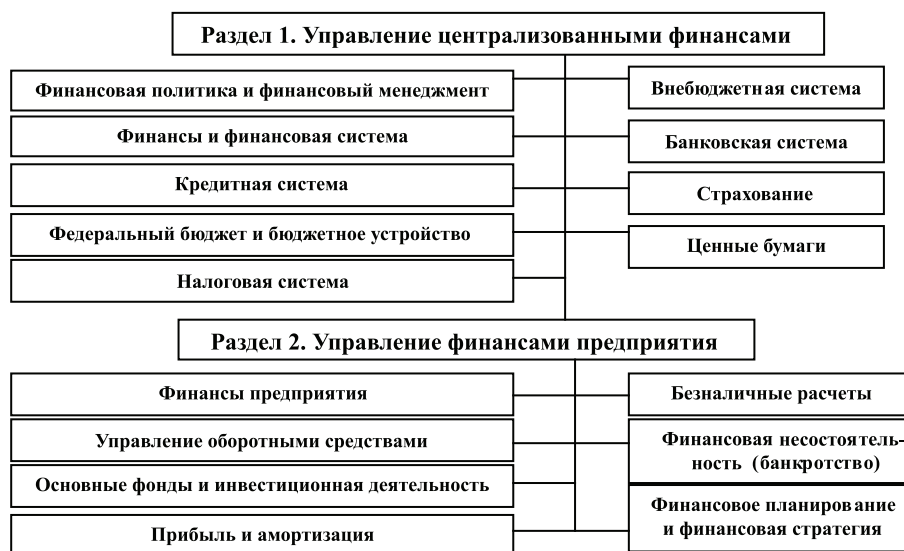 Раздел 1. Управление централизованными финансами
Финансовая политика и финансовый менеджмент
Финансы и финансовая система
Кредитная система
Федеральный бюджет и бюджетное устройство
Налоговая система
Внебюджетная система
Банковская система
Страхование
Ценные бумаги
Раздел 2. Управление финансами предприятия
Финансы предприятия
Управление оборотными средствами
Основные фонды и инвестиционная деятельность
Прибыль и амортизация
Безналичные расчеты
Финансовая несостоятель-
ность (банкротство)
Финансовое планирование
и финансовая стратегия